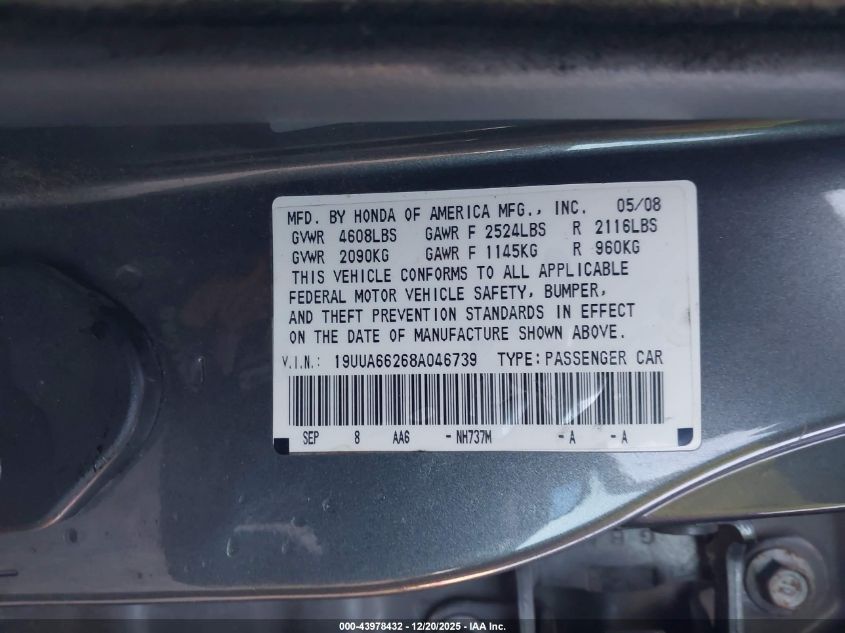 MFD. BY HONDA OF AMERICA MFG., INC. 05/08
GVWR 4608LBS GAWR F 2524LBS R 2116LBS
GVWR 2090KG GAWR F 1145KG R 960KG
THIS VEHICLE CONFORMS TO ALL APPLICABLE
FEDERAL MOTOR VEHICLE SAFETY, BUMPER,
AND THEFT PREVENTION STANDARDS IN EFFECT
ON THE DATE OF MANUFACTURE SHOWN ABOVE.
V.I.N.: 19UUA66268A046739 TYPE: PASSENGER CAR
SEP 8 AA6 - NH737M - A - A
000-43978432 - 12/20/2025 - IAA Inc.